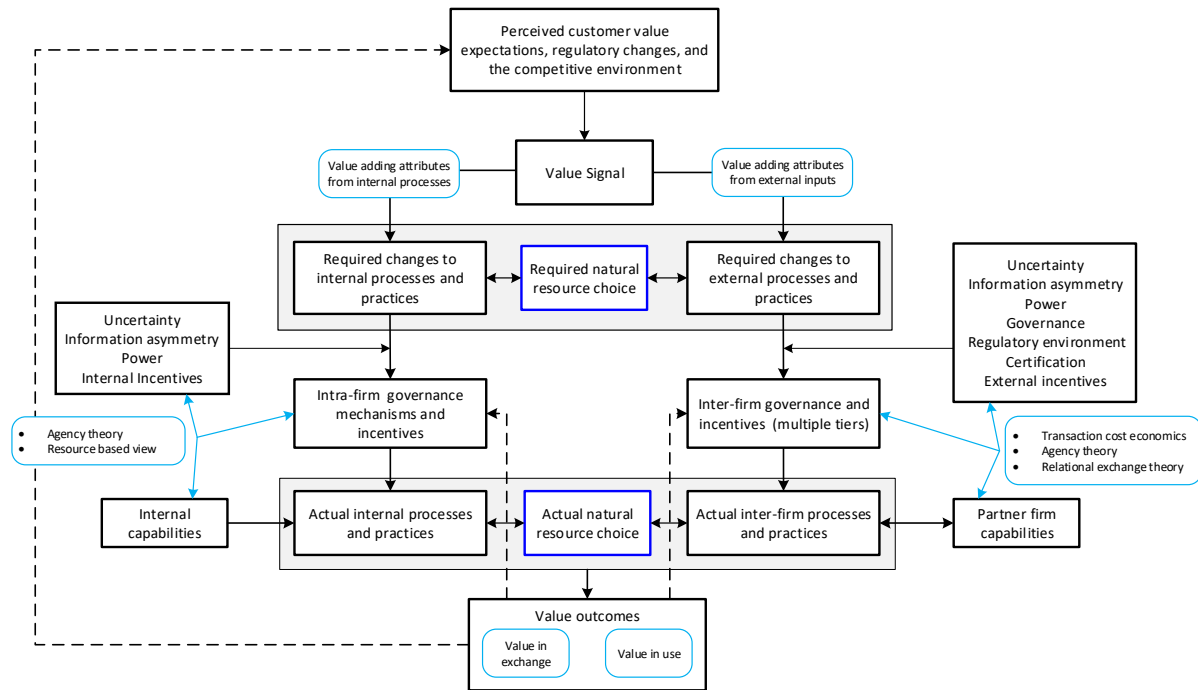 Perceived customer value
expectations, regulatory changes, and
the competitive environment
Value adding attributes
from internal processes
Value Signal
Value adding attributes
from external inputs
Required changes to
internal processes and
practices
Required natural
resource choice
Required changes to
external processes and
practices
Uncertainty
Information asymmetry
Power
Internal Incentives
Uncertainty
Information asymmetry
Power
Governance
Regulatory environment
Certification
External incentives
Intra-firm governance
mechanisms and
incentives
Inter-firm governance and
incentives (multiple tiers)
• Agency theory
• Resource based view
• Transaction cost economics
• Agency theory
• Relational exchange theory
Internal
capabilities
Actual internal processes
and practices
Actual natural
resource choice
Actual inter-firm processes
and practices
Partner firm
capabilities
Value outcomes
Value in
exchange
Value in use